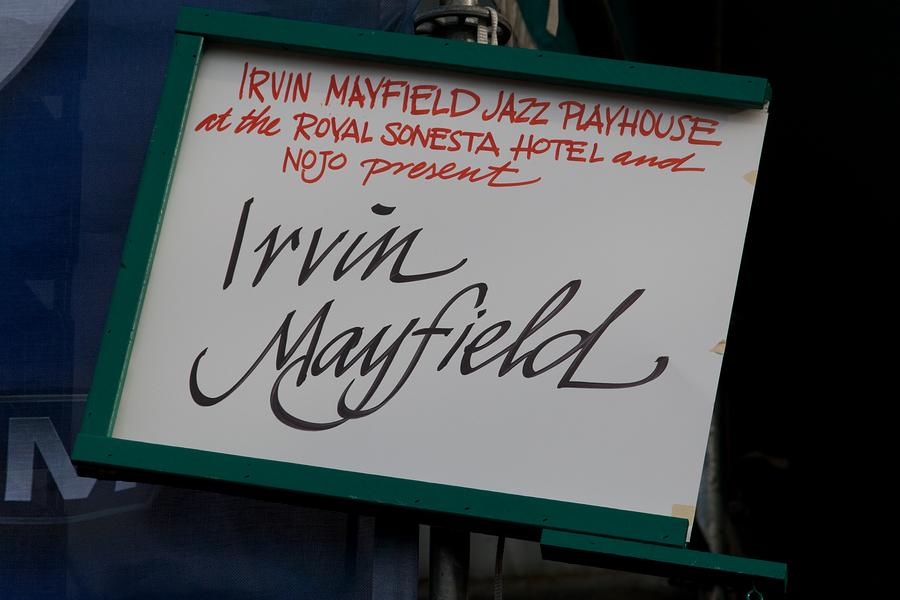 IRVIN MAYFIELD JAZZ PLAYHOUSE
at the ROYAL SONESTA HOTEL and
NOJO present
Irvin
Mayfield
M